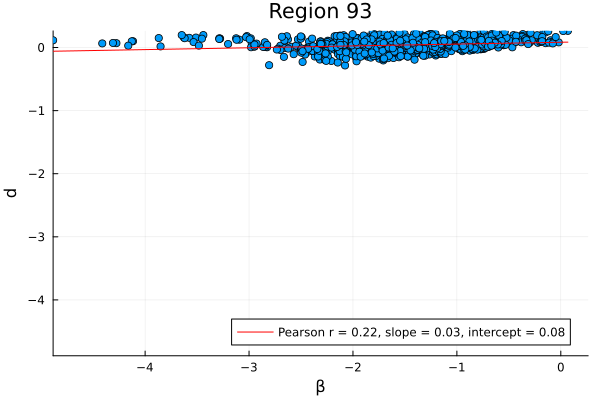 Region 93
d
0
−1
−2
−3
−4
Pearson r = 0.22, slope = 0.03, intercept = 0.08
−4 −3 −2 −1 0
β